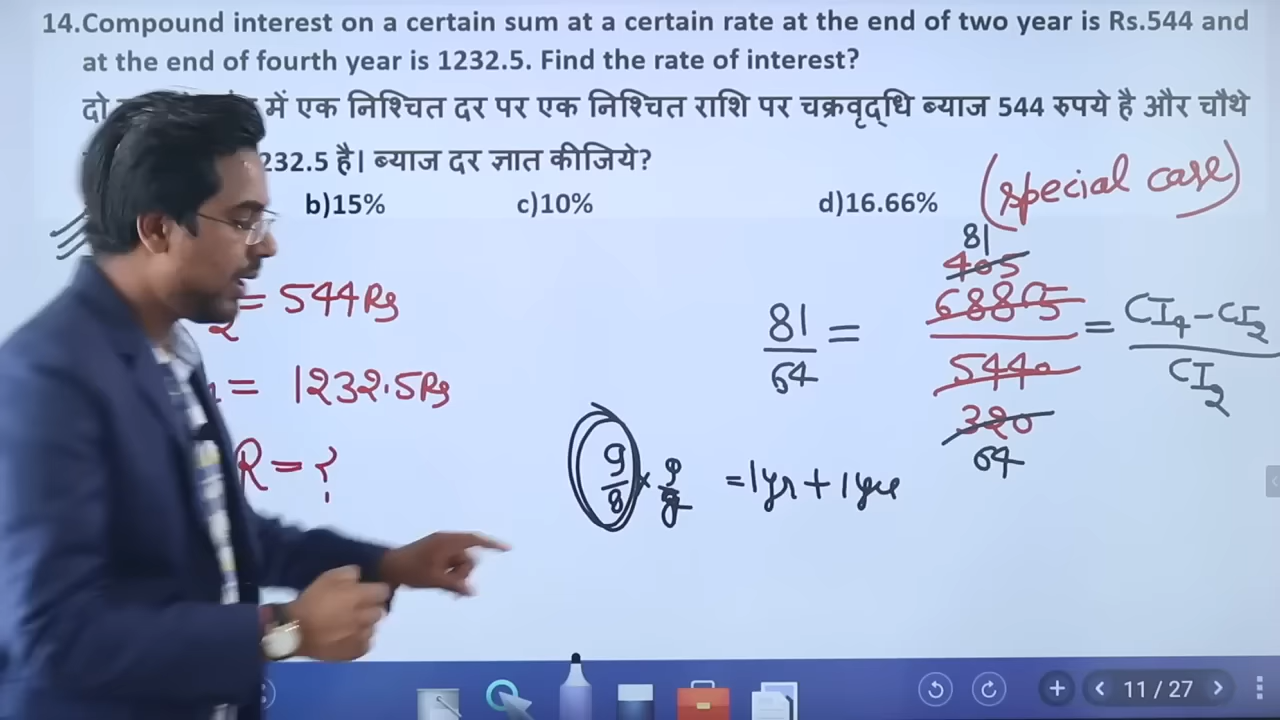 14.Compound interest on a certain sum at a certain rate at the end of two year is Rs.544 and
at the end of fourth year is 1232.5. Find the rate of interest?
दो में एक निश्चित दर पर एक निश्चित राशि पर चक्रवृद्धि ब्याज 544 रुपये है और चौथे
232.5 है। ब्याज दर ज्ञात कीजिये?
b)15% c)10% d)16.66%
(special case)
81
405
6885
81/64 = 6885/5440 = CI4-CI2/CI2
320
64
2 = 544Rs
= 1232.5Rs
R = ?
9/8 × 9/8 = 1yr + 1yr
11 / 27